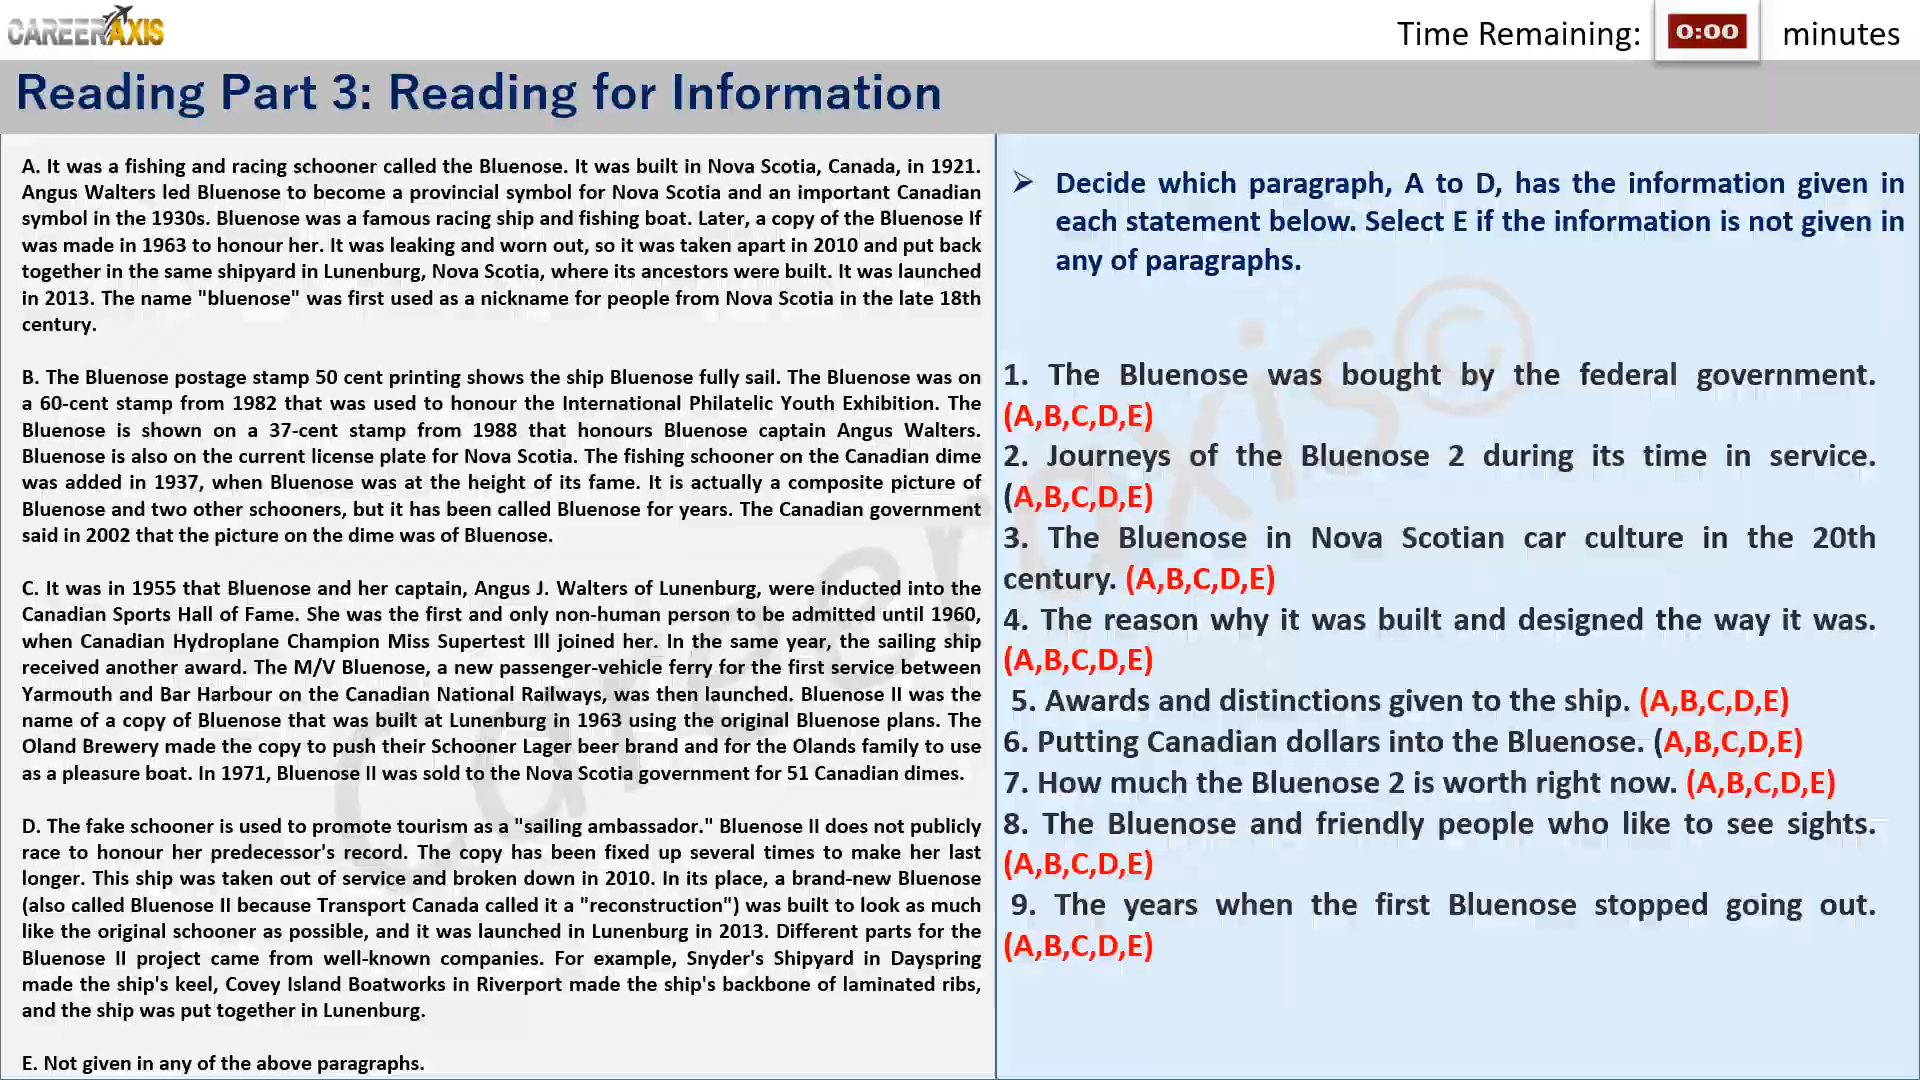 CAREERAXIS
Time Remaining: 0:00 minutes
Reading Part 3: Reading for Information
A. It was a fishing and racing schooner called the Bluenose. It was built in Nova Scotia, Canada, in 1921.
Angus Walters led Bluenose to become a provincial symbol for Nova Scotia and an important Canadian
symbol in the 1930s. Bluenose was a famous racing ship and fishing boat. Later, a copy of the Bluenose If
was made in 1963 to honour her. It was leaking and worn out, so it was taken apart in 2010 and put back
together in the same shipyard in Lunenburg, Nova Scotia, where its ancestors were built. It was launched
in 2013. The name "bluenose" was first used as a nickname for people from Nova Scotia in the late 18th
century.
B. The Bluenose postage stamp 50 cent printing shows the ship Bluenose fully sail. The Bluenose was on
a 60-cent stamp from 1982 that was used to honour the International Philatelic Youth Exhibition. The
Bluenose is shown on a 37-cent stamp from 1988 that honours Bluenose captain Angus Walters.
Bluenose is also on the current license plate for Nova Scotia. The fishing schooner on the Canadian dime
was added in 1937, when Bluenose was at the height of its fame. It is actually a composite picture of
Bluenose and two other schooners, but it has been called Bluenose for years. The Canadian government
said in 2002 that the picture on the dime was of Bluenose.
C. It was in 1955 that Bluenose and her captain, Angus J. Walters of Lunenburg, were inducted into the
Canadian Sports Hall of Fame. She was the first and only non-human person to be admitted until 1960,
when Canadian Hydroplane Champion Miss Supertest lll joined her. In the same year, the sailing ship
received another award. The M/V Bluenose, a new passenger-vehicle ferry for the first service between
Yarmouth and Bar Harbour on the Canadian National Railways, was then launched. Bluenose II was the
name of a copy of Bluenose that was built at Lunenburg in 1963 using the original Bluenose plans. The
Oland Brewery made the copy to push their Schooner Lager beer brand and for the Olands family to use
as a pleasure boat. In 1971, Bluenose II was sold to the Nova Scotia government for 51 Canadian dimes.
D. The fake schooner is used to promote tourism as a "sailing ambassador." Bluenose II does not publicly
race to honour her predecessor's record. The copy has been fixed up several times to make her last
longer. This ship was taken out of service and broken down in 2010. In its place, a brand-new Bluenose
(also called Bluenose II because Transport Canada called it a "reconstruction") was built to look as much
like the original schooner as possible, and it was launched in Lunenburg in 2013. Different parts for the
Bluenose II project came from well-known companies. For example, Snyder's Shipyard in Dayspring
made the ship's keel, Covey Island Boatworks in Riverport made the ship's backbone of laminated ribs,
and the ship was put together in Lunenburg.
E. Not given in any of the above paragraphs.
➢ Decide which paragraph, A to D, has the information given in
each statement below. Select E if the information is not given in
any of paragraphs.
1. The Bluenose was bought by the federal government.
(A,B,C,D,E)
2. Journeys of the Bluenose 2 during its time in service.
(A,B,C,D,E)
3. The Bluenose in Nova Scotian car culture in the 20th
century. (A,B,C,D,E)
4. The reason why it was built and designed the way it was.
(A,B,C,D,E)
5. Awards and distinctions given to the ship. (A,B,C,D,E)
6. Putting Canadian dollars into the Bluenose. (A,B,C,D,E)
7. How much the Bluenose 2 is worth right now. (A,B,C,D,E)
8. The Bluenose and friendly people who like to see sights.
(A,B,C,D,E)
9. The years when the first Bluenose stopped going out.
(A,B,C,D,E)
careeraxis©